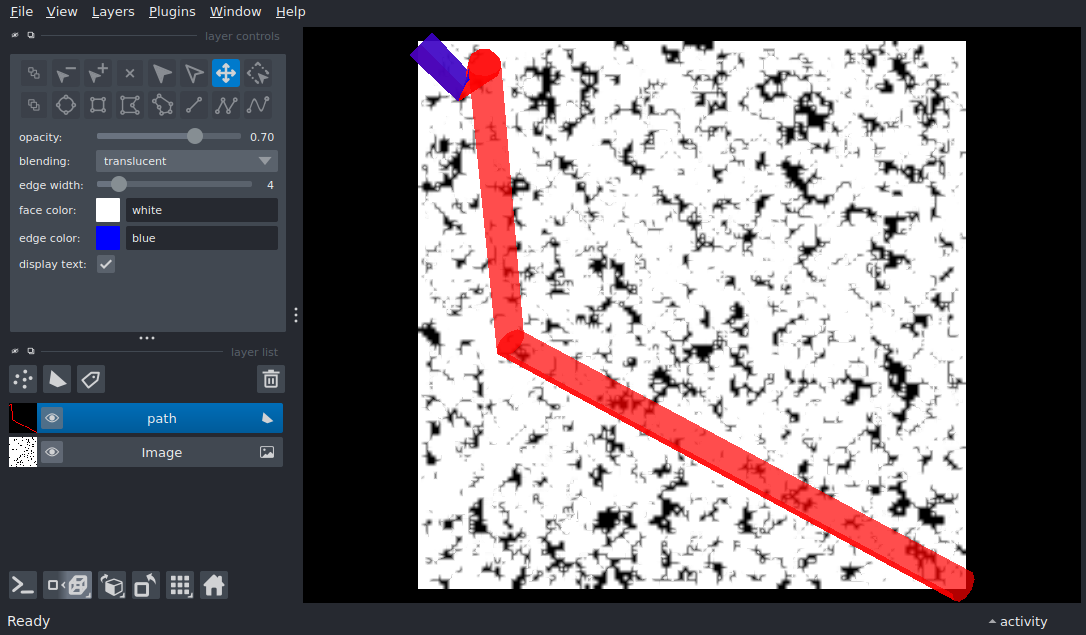 File View Layers Plugins Window Help
layer controls
opacity: 0.70
blending: translucent
edge width: 4
face color: white
edge color: blue
display text:
layer list
path
Image
Ready
activity